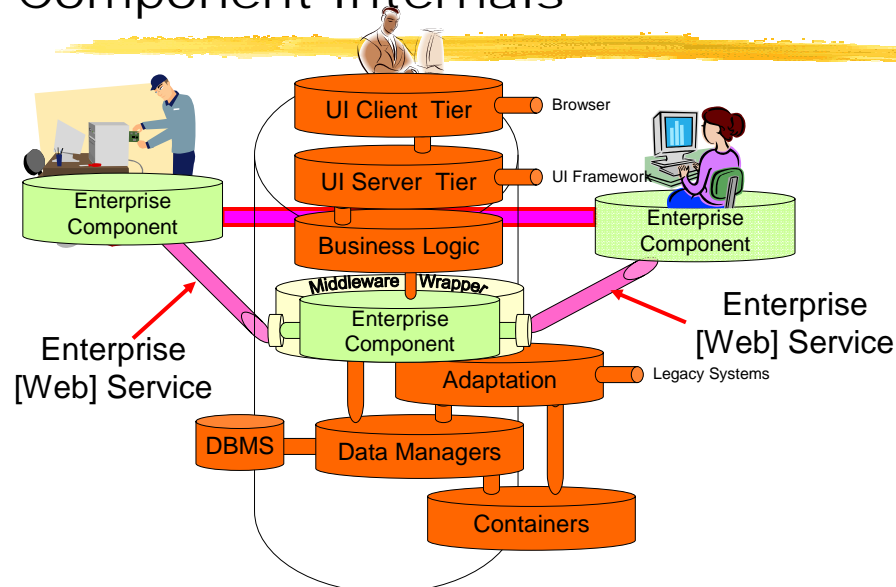 Component Internals
UI Client Tier
Browser
UI Server Tier
UI Framework
Enterprise
Component
Enterprise
Component
Business Logic
Middleware Wrapper
Enterprise
Component
Enterprise
[Web] Service
Enterprise
[Web] Service
Adaptation
Legacy Systems
DBMS
Data Managers
Containers